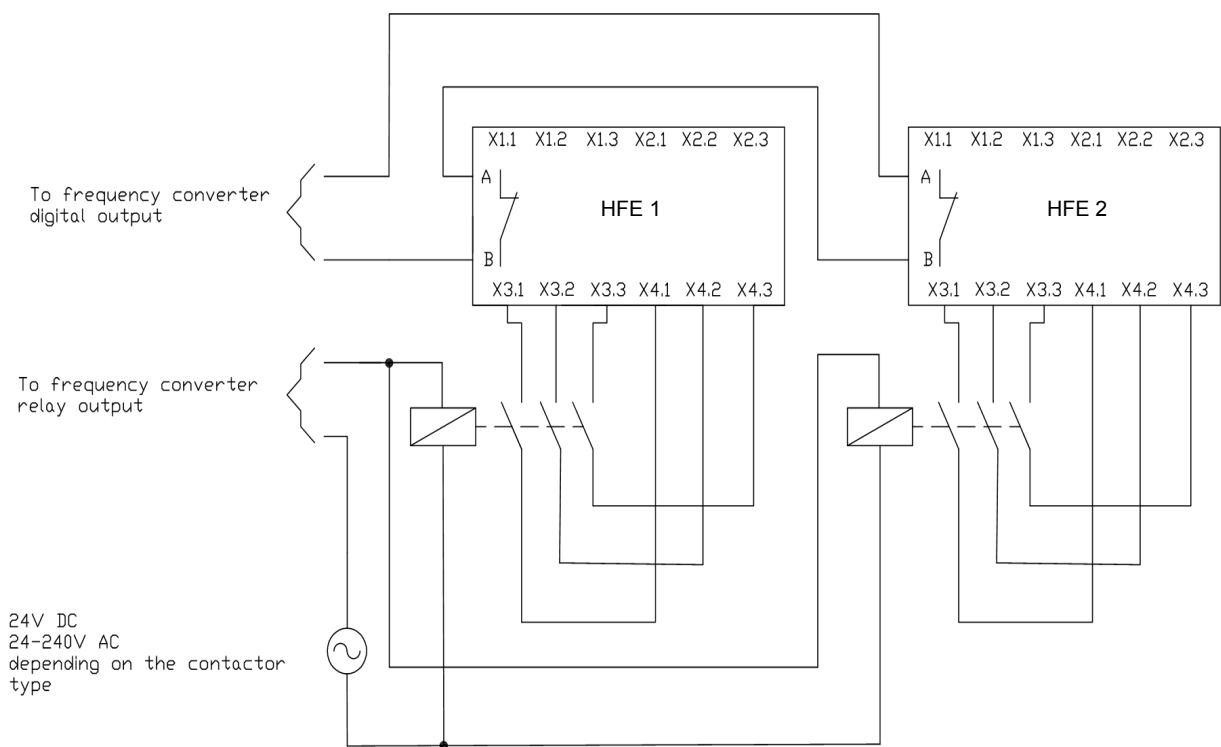 X1.1 X1.2 X1.3 X2.1 X2.2 X2.3
X1.1 X1.2 X1.3 X2.1 X2.2 X2.3
A
A
To frequency converter
digital output
HFE 1
HFE 2
B
B
X3.1 X3.2 X3.3 X4.1 X4.2 X4.3
X3.1 X3.2 X3.3 X4.1 X4.2 X4.3
To frequency converter
relay output
24V DC
24-240V AC
depending on the contactor
type